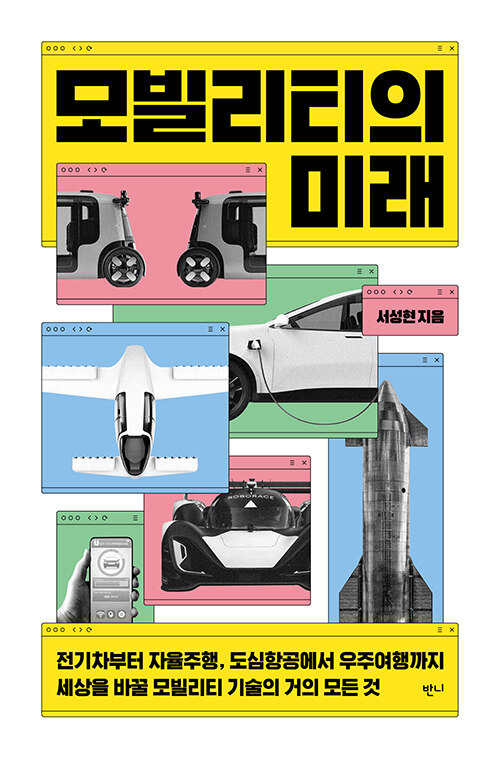 모빌리티의
미래
서성현 지음
ROBORACE
전기차부터 자율주행, 도심항공에서 우주여행까지
세상을 바꿀 모빌리티 기술의 거의 모든 것
반니